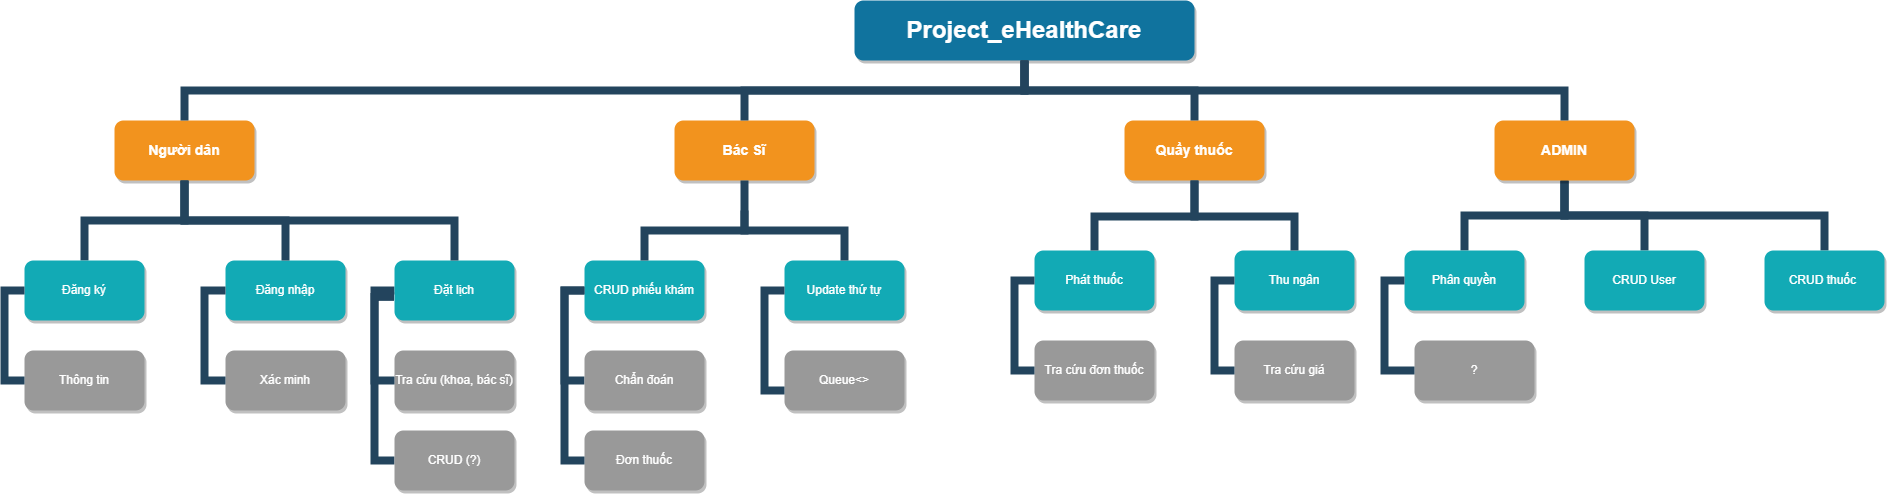 Project_eHealthCare
Người dân
Bác Sĩ
Quầy thuốc
ADMIN
Đăng ký
Đăng nhập
Đặt lịch
CRUD phiếu khám
Update thứ tự
Phát thuốc
Thu ngân
Phân quyền
CRUD User
CRUD thuốc
Thông tin
Xác minh
Tra cứu (khoa, bác sĩ)
Chẩn đoán
Queue<>
Tra cứu đơn thuốc
Tra cứu giá
?
CRUD (?)
Đơn thuốc